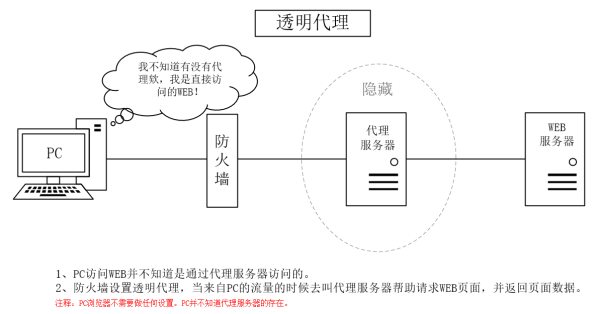 透明代理
我不知道有没有代
理欸，我是直接访
问的WEB！
隐藏
PC
防
火
墙
代理
服务器
WEB
服务器
1、PC访问WEB并不知道是通过代理服务器访问的。
2、防火墙设置透明代理，当来自PC的流量的时候去叫代理服务器帮助请求WEB页面，并返回页面数据。
注释：PC浏览器不需要做任何设置。PC并不知道代理服务器的存在。